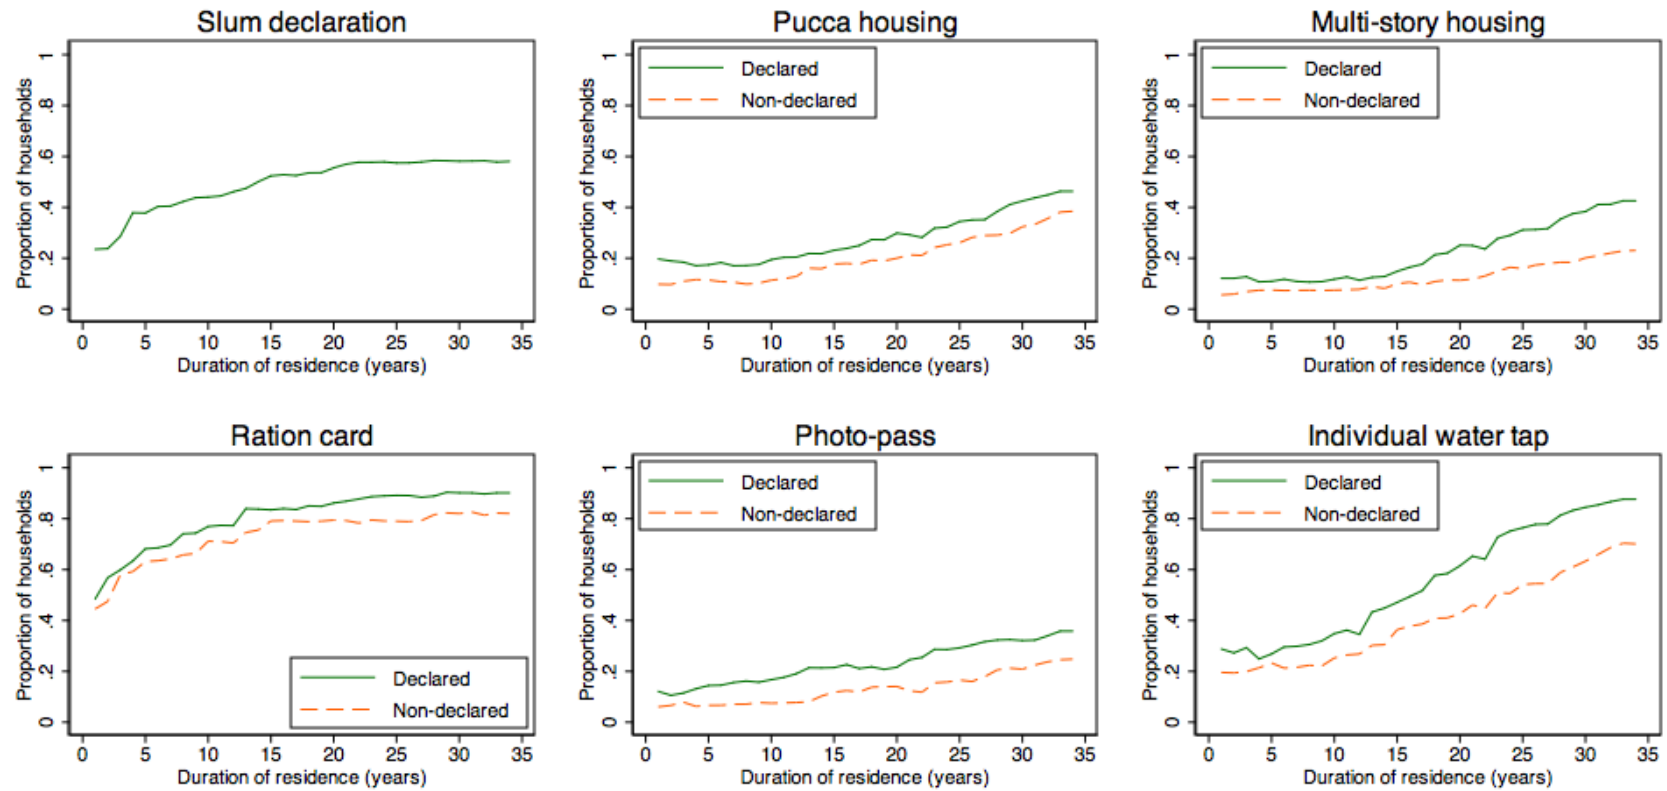 Slum declaration
Proportion of households
1
.8
.6
.4
.2
0
0 5 10 15 20 25 30 35
Duration of residence (years)
Pucca housing
Declared
Non-declared
Proportion of households
1
.8
.6
.4
.2
0
0 5 10 15 20 25 30 35
Duration of residence (years)
Multi-story housing
Declared
Non-declared
Proportion of households
1
.8
.6
.4
.2
0
0 5 10 15 20 25 30 35
Duration of residence (years)
Ration card
Proportion of households
1
.8
.6
.4
.2
0
Declared
Non-declared
0 5 10 15 20 25 30 35
Duration of residence (years)
Photo-pass
Declared
Non-declared
Proportion of households
1
.8
.6
.4
.2
0
0 5 10 15 20 25 30 35
Duration of residence (years)
Individual water tap
Declared
Non-declared
Proportion of households
1
.8
.6
.4
.2
0
0 5 10 15 20 25 30 35
Duration of residence (years)